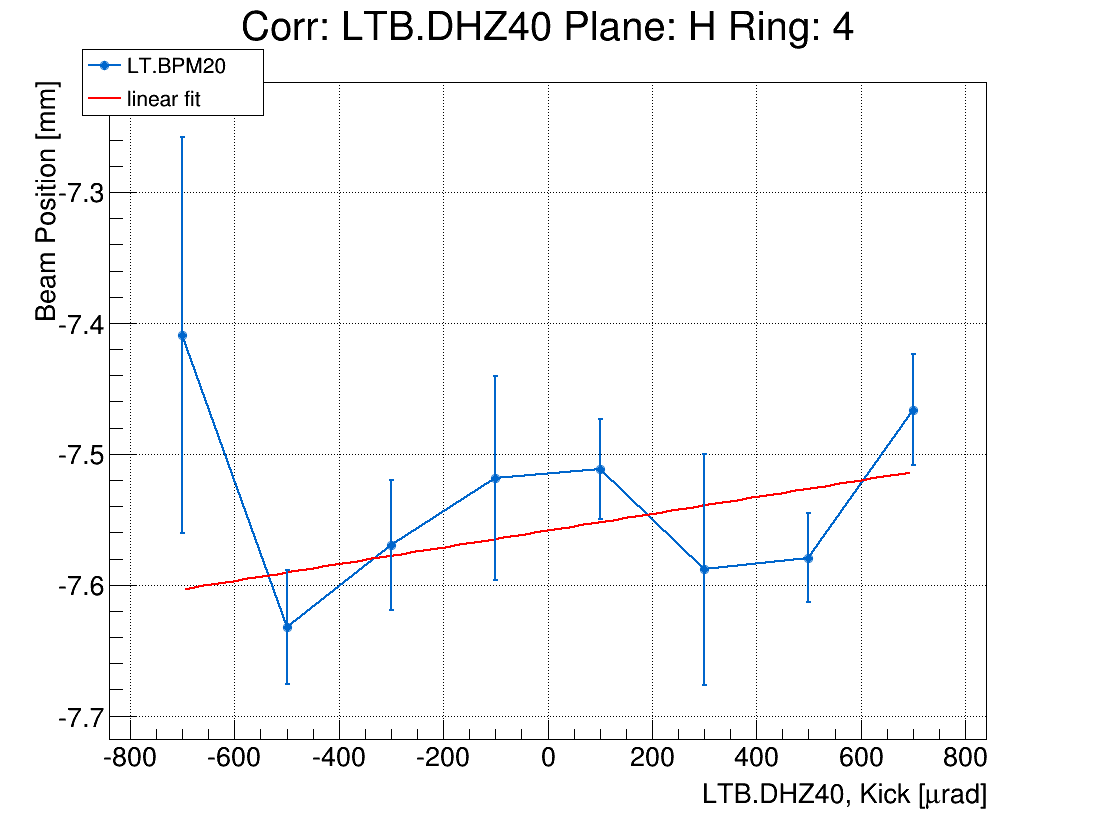 Corr: LTB.DHZ40 Plane: H Ring: 4
LT.BPM20
linear fit
Beam Position [mm]
-7.3
-7.4
-7.5
-7.6
-7.7
-800 -600 -400 -200 0 200 400 600 800
LTB.DHZ40, Kick [μrad]